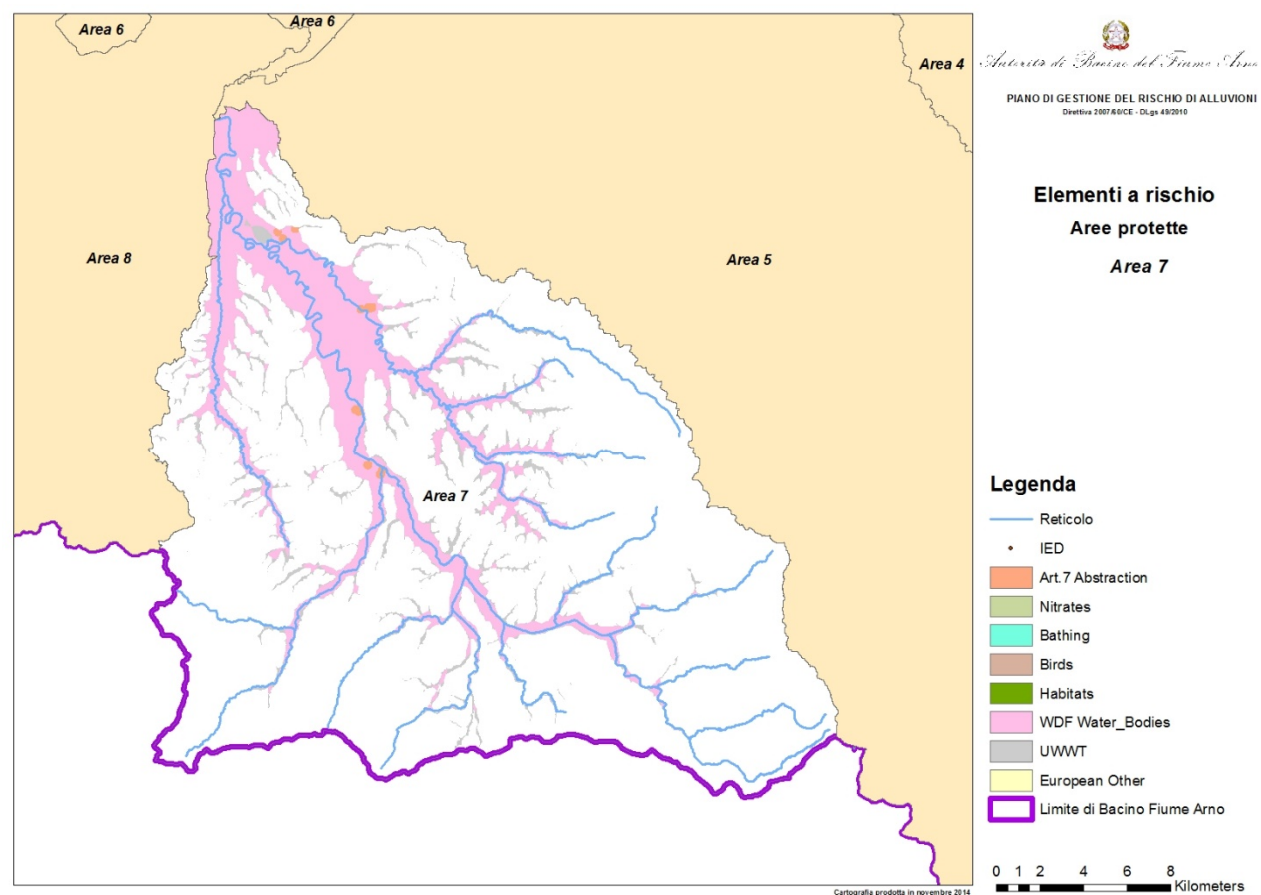 Area 6
Area 6
Area 4
Area 8
Area 5
Area 7
Autorità di Bacino del Fiume Arno
PIANO DI GESTIONE DEL RISCHIO DI ALLUVIONI
Direttiva 2007/60/CE - DLgs 49/2010
Elementi a rischio
Aree protette
Area 7
Legenda
Reticolo
IED
Art.7 Abstraction
Nitrates
Bathing
Birds
Habitats
WDF Water_Bodies
UWWT
European Other
Limite di Bacino Fiume Arno
0 1 2 4 6 8
Kilometers
Cartografia prodotta in novembre 2014